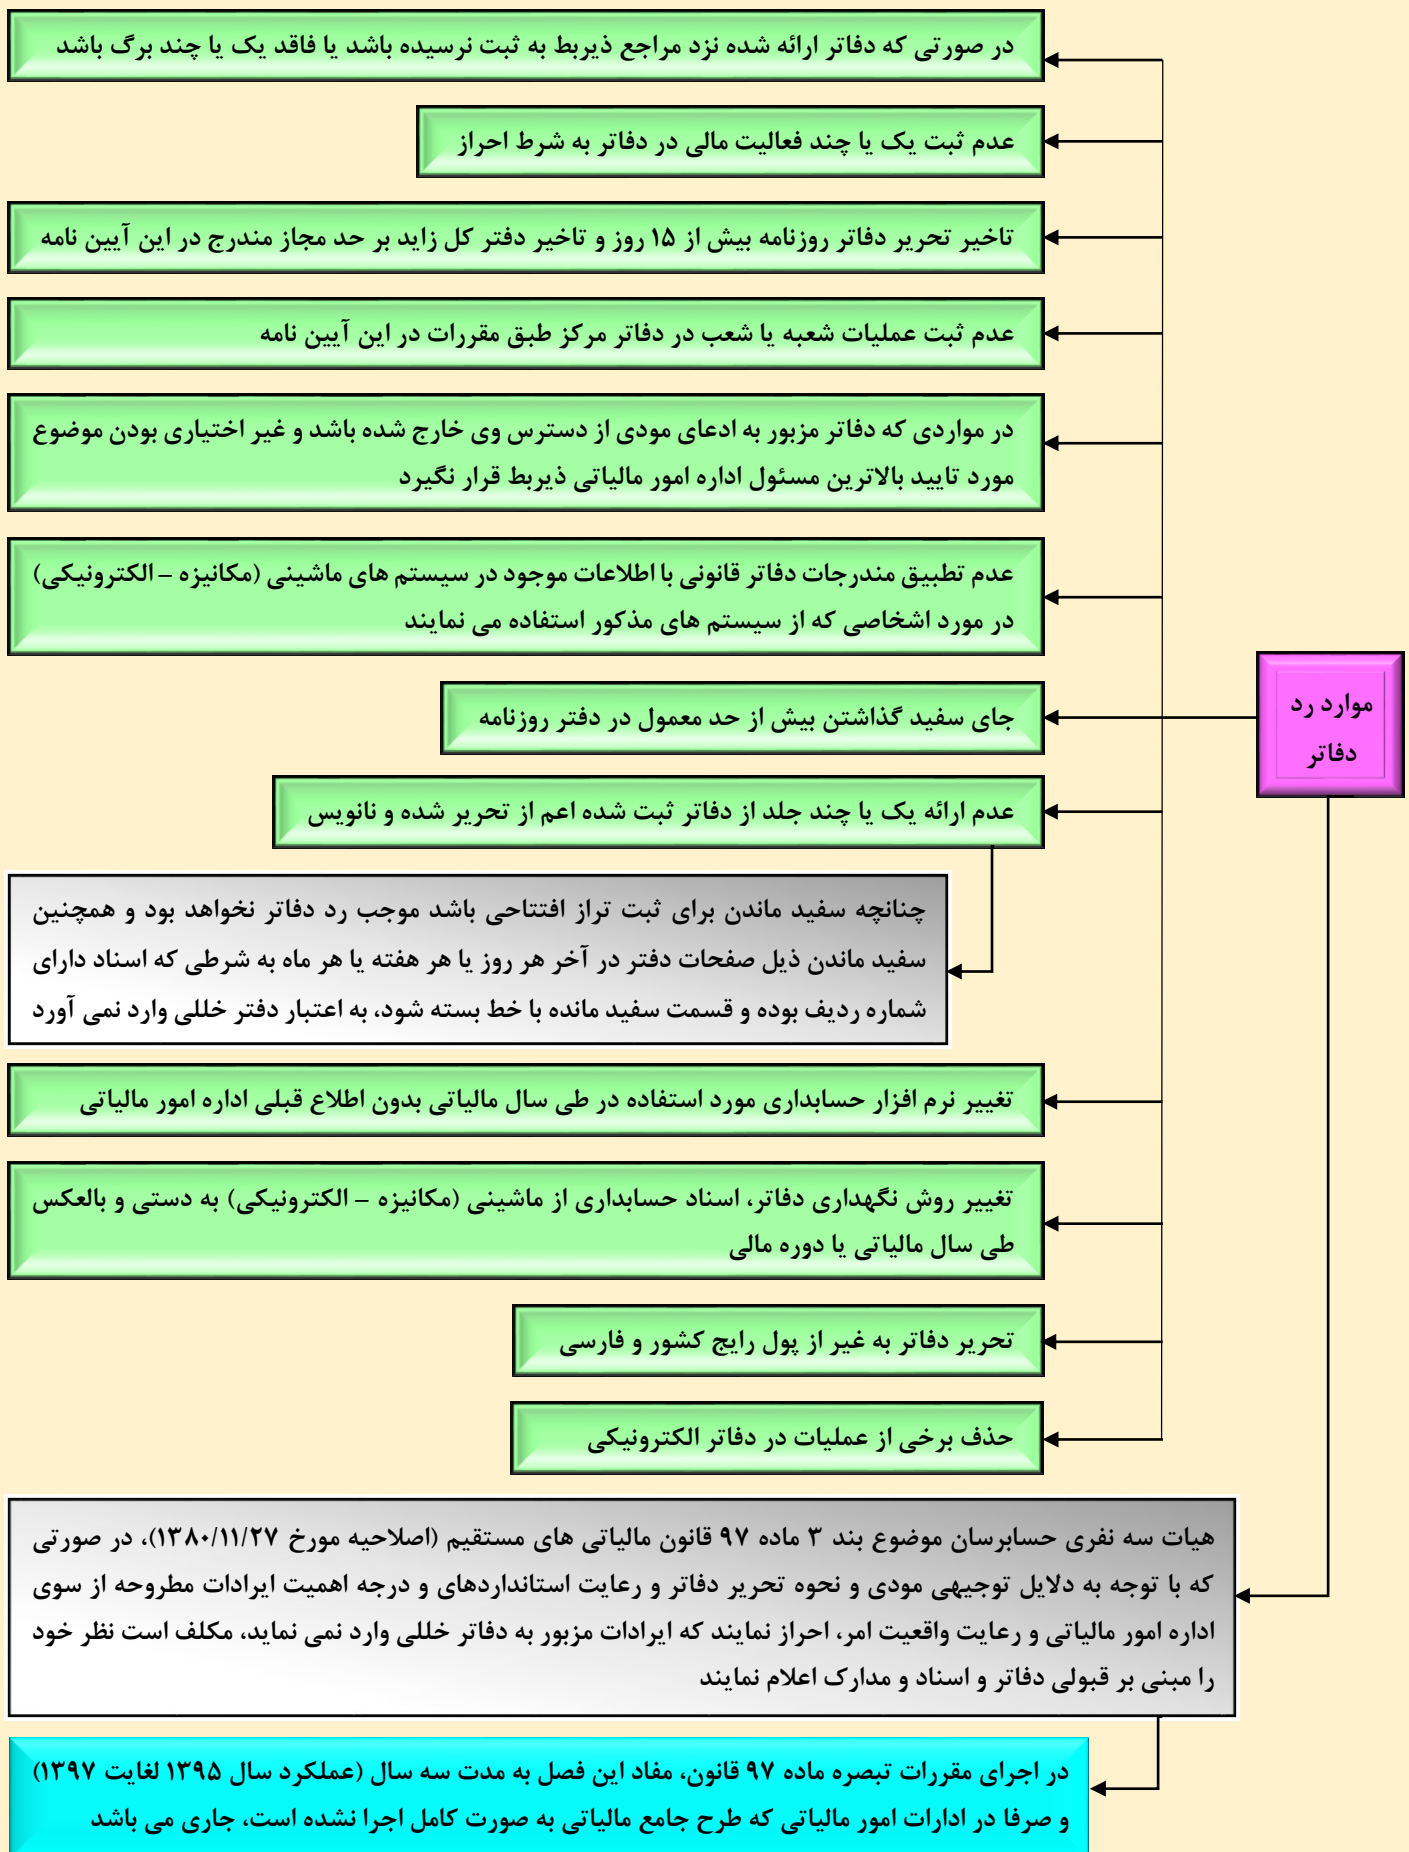 در صورتی که دفاتر ارائه شده نزد مراجع ذیربط به ثبت نرسیده باشد یا فاقد یک یا چند برگ باشد
عدم ثبت یک یا چند فعالیت مالی در دفاتر به شرط احراز
تاخیر تحریر دفاتر روزنامه بیش از ۱۵ روز و تاخیر دفتر کل زاید بر حد مجاز مندرج در این آیین نامه
عدم ثبت عملیات شعبه یا شعب در دفاتر مرکز طبق مقررات در این آیین نامه
در مواردی که دفاتر مزبور به ادعای مودی از دسترس وی خارج شده باشد و غیر اختیاری بودن موضوع
مورد تایید بالاترین مسئول اداره امور مالیاتی ذیربط قرار نگیرد
عدم تطبیق مندرجات دفاتر قانونی با اطلاعات موجود در سیستم های ماشینی (مکانیزه – الکترونیکی)
در مورد اشخاصی که از سیستم های مذکور استفاده می نمایند
موارد رد
دفاتر
جای سفید گذاشتن بیش از حد معمول در دفتر روزنامه
عدم ارائه یک یا چند جلد از دفاتر ثبت شده اعم از تحریر شده و نانویس
چنانچه سفید ماندن برای ثبت تراز افتتاحی باشد موجب رد دفاتر نخواهد بود و همچنین
سفید ماندن ذیل صفحات دفتر در آخر هر روز یا هر هفته یا هر ماه به شرطی که اسناد دارای
شماره ردیف بوده و قسمت سفید مانده با خط بسته شود، به اعتبار دفتر خللی وارد نمی آورد
تغییر نرم افزار حسابداری مورد استفاده در طی سال مالیاتی بدون اطلاع قبلی اداره امور مالیاتی
تغییر روش نگهداری دفاتر، اسناد حسابداری از ماشینی (مکانیزه – الکترونیکی) به دستی و بالعکس
طی سال مالیاتی یا دوره مالی
تحریر دفاتر به غیر از پول رایج کشور و فارسی
حذف برخی از عملیات در دفاتر الکترونیکی
هیات سه نفری حسابرسان موضوع بند ۳ ماده ۹۷ قانون مالیاتی های مستقیم (اصلاحیه مورخ ۱۳۸۰/۱۱/۲۷)، در صورتی
که با توجه به دلایل توجیهی مودی و نحوه تحریر دفاتر و رعایت استانداردهای و درجه اهمیت ایرادات مطروحه از سوی
اداره امور مالیاتی و رعایت واقعیت امر، احراز نمایند که ایرادات مزبور به دفاتر خللی وارد نمی نماید، مکلف است نظر خود
را مبنی بر قبولی دفاتر و اسناد و مدارک اعلام نمایند
در اجرای مقررات تبصره ماده ۹۷ قانون، مفاد این فصل به مدت سه سال (عملکرد سال ۱۳۹۵ لغایت ۱۳۹۷)
و صرفا در ادارات امور مالیاتی که طرح جامع مالیاتی به صورت کامل اجرا نشده است، جاری می باشد